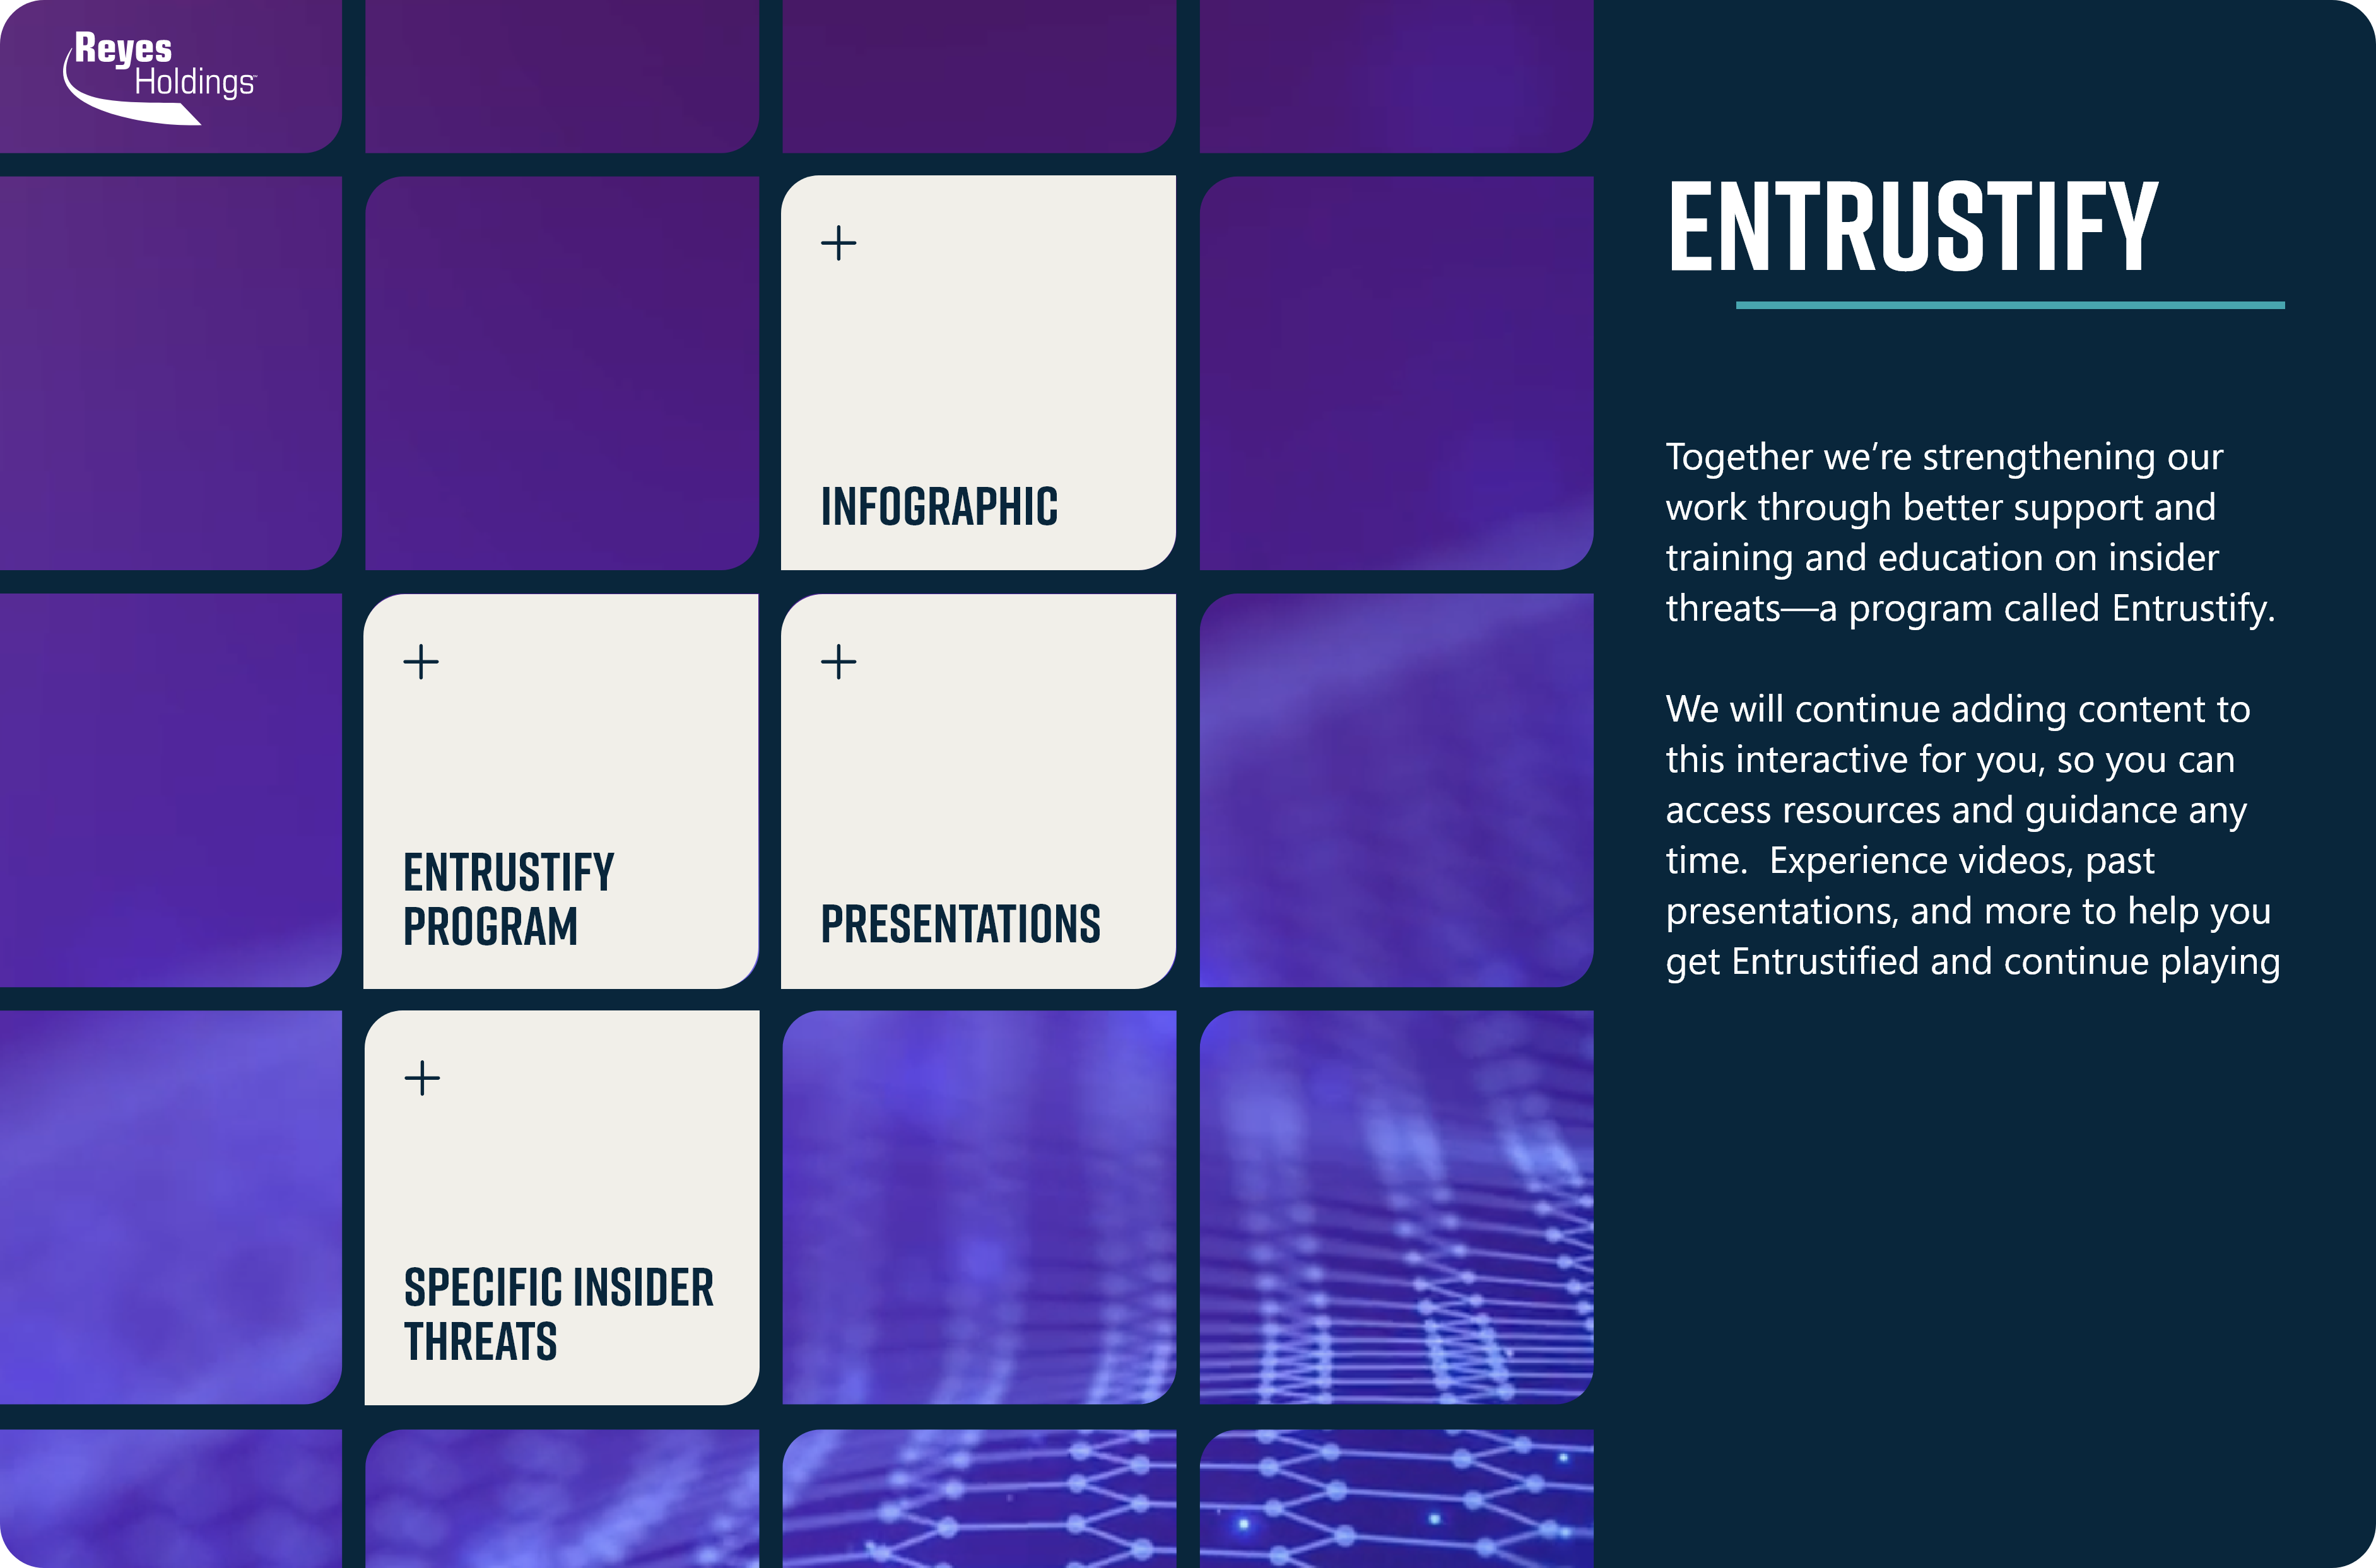 Reyes
Holdings™
INFOGRAPHIC
ENTRUSTIFY
PROGRAM
PRESENTATIONS
SPECIFIC INSIDER
THREATS
ENTRUSTIFY
Together we’re strengthening our
work through better support and
training and education on insider
threats—a program called Entrustify.
We will continue adding content to
this interactive for you, so you can
access resources and guidance any
time.  Experience videos, past
presentations, and more to help you
get Entrustified and continue playing